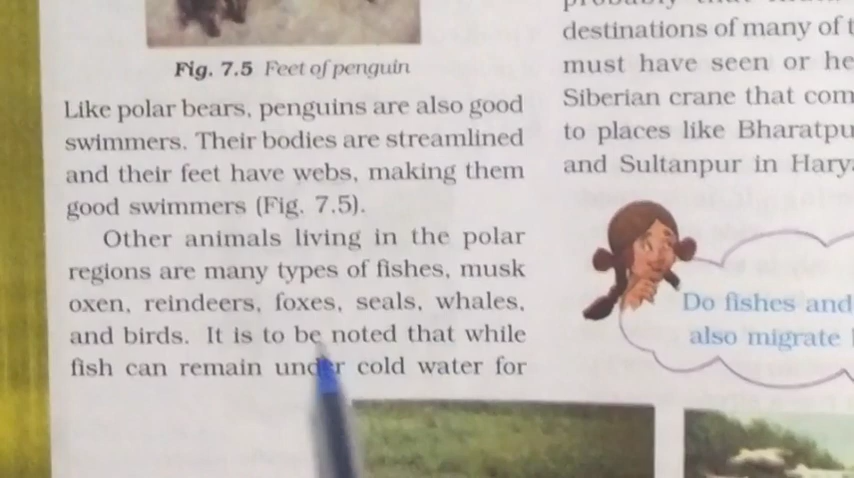 Fig. 7.5 Feet of penguin
Like polar bears, penguins are also good
swimmers. Their bodies are streamlined
and their feet have webs, making them
good swimmers (Fig. 7.5).
Other animals living in the polar
regions are many types of fishes, musk
oxen, reindeers, foxes, seals, whales,
and birds. It is to be noted that while
fish can remain under cold water for
destinations of many of
must have seen or
Siberian crane that
to places like
and Sultanpur in
Do fishes and
also migrate